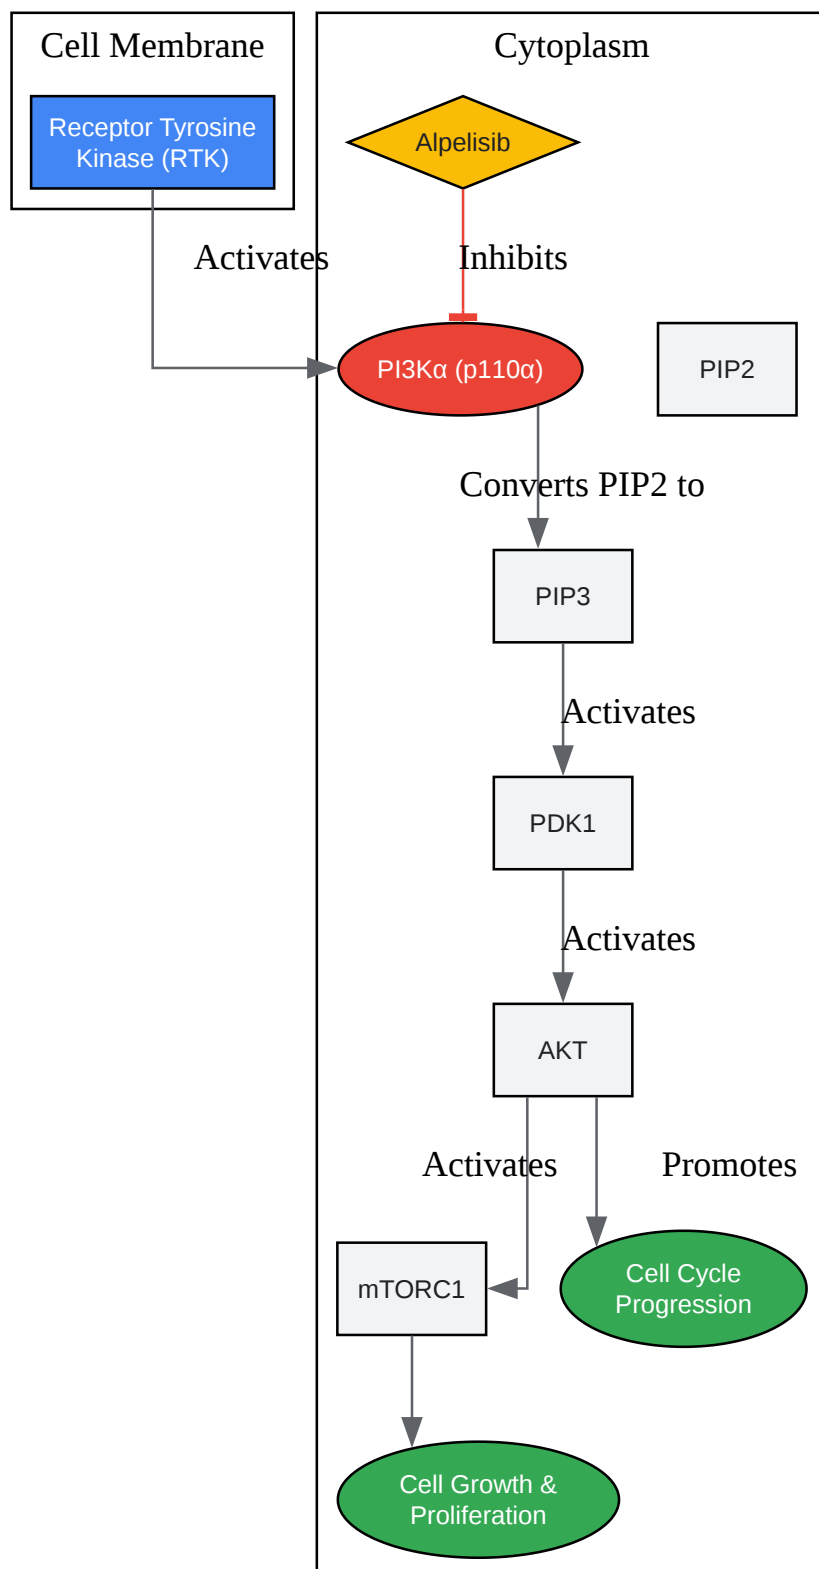 Cell Membrane
Cytoplasm
Receptor Tyrosine
Kinase (RTK)
Alpelisib
Activates
Inhibits
PI3Kα (p110α)
PIP2
Converts PIP2 to
PIP3
Activates
PDK1
Activates
AKT
Activates
Promotes
mTORC1
Cell Cycle
Progression
Cell Growth &
Proliferation